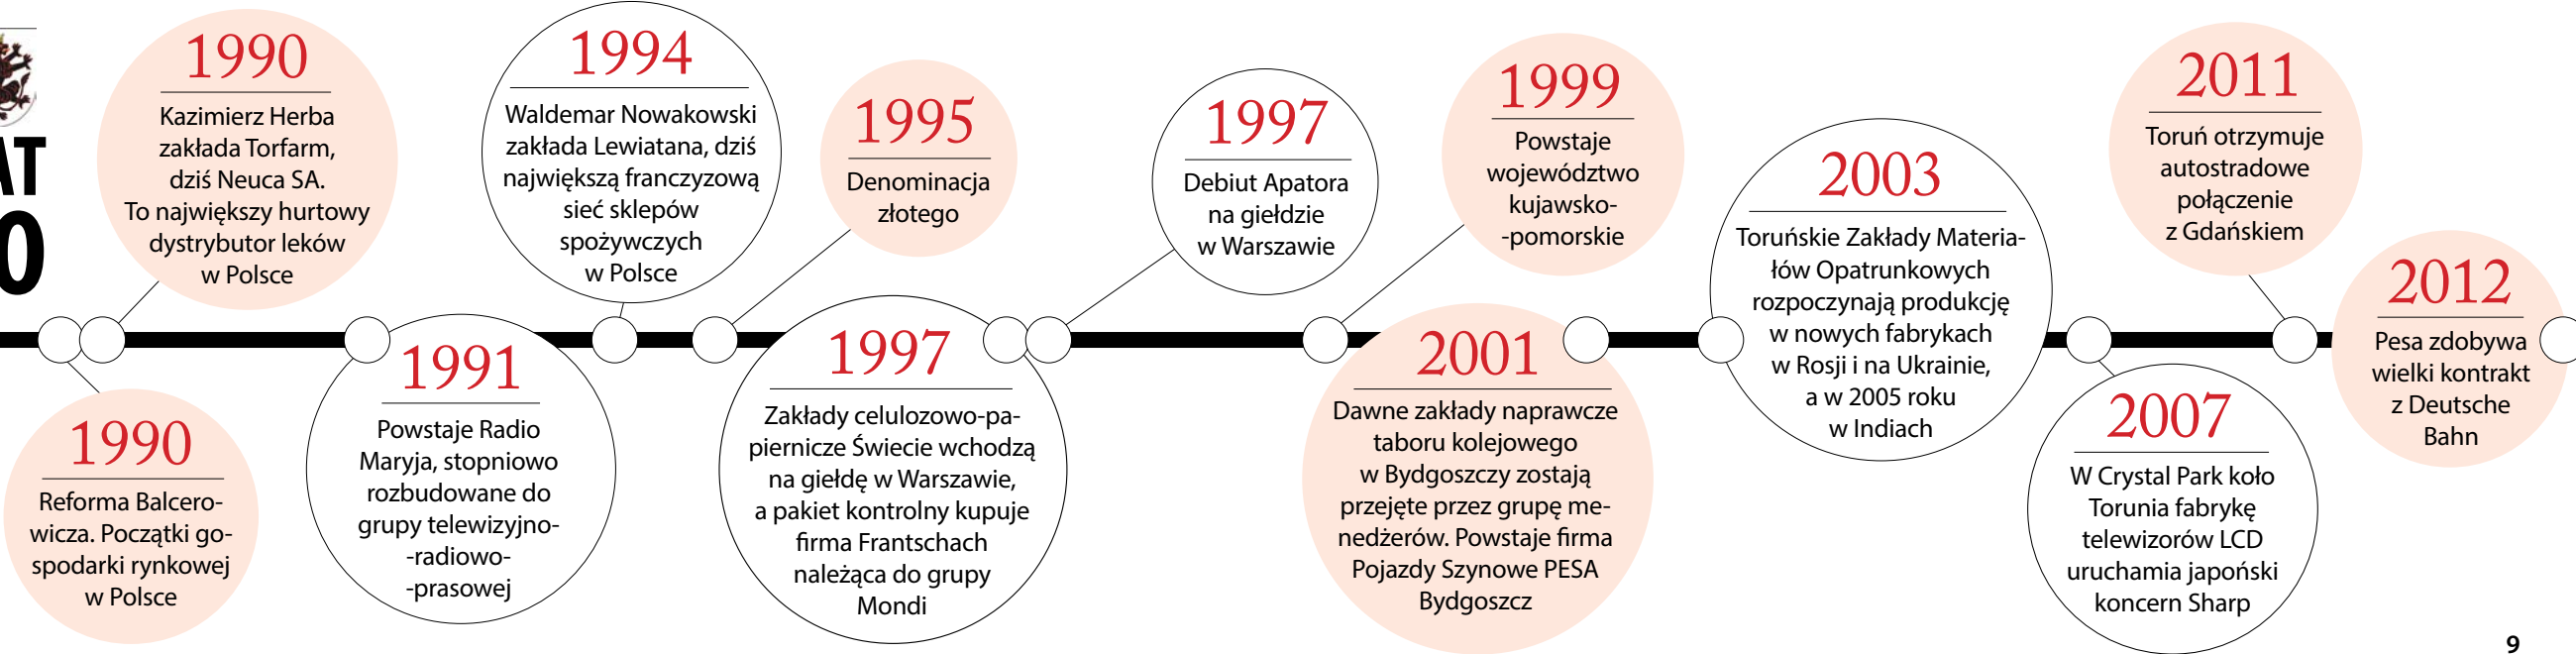 AT
0
1990
Kazimierz Herba
zakłada Torfarm,
dziś Neuca SA.
To największy hurtowy
dystrybutor leków
w Polsce
1990
Reforma Balcero-
wicza. Początki go-
spodarki rynkowej
w Polsce
1991
Powstaje Radio
Maryja, stopniowo
rozbudowane do
grupy telewizyjno-
-radiowo-
-prasowej
1994
Waldemar Nowakowski
zakłada Lewiatana, dziś
największą franczyzową
sieć sklepów
spożywczych
w Polsce
1995
Denominacja
złotego
1997
Zakłady celulozowo-pa-
piernicze Świecie wchodzą
na giełdę w Warszawie,
a pakiet kontrolny kupuje
firma Frantschach
należąca do grupy
Mondi
1997
Debiut Apatora
na giełdzie
w Warszawie
1999
Powstaje
województwo
kujawsko-
-pomorskie
2001
Dawne zakłady naprawcze
taboru kolejowego
w Bydgoszczy zostają
przejęte przez grupę me-
nedżerów. Powstaje firma
Pojazdy Szynowe PESA
Bydgoszcz
2003
Toruńskie Zakłady Materia-
łów Opatrunkowych
rozpoczynają produkcję
w nowych fabrykach
w Rosji i na Ukrainie,
a w 2005 roku
w Indiach
2007
W Crystal Park koło
Torunia fabrykę
telewizorów LCD
uruchamia japoński
koncern Sharp
2011
Toruń otrzymuje
autostradowe
połączenie
z Gdańskiem
2012
Pesa zdobywa
wielki kontrakt
z Deutsche
Bahn
9